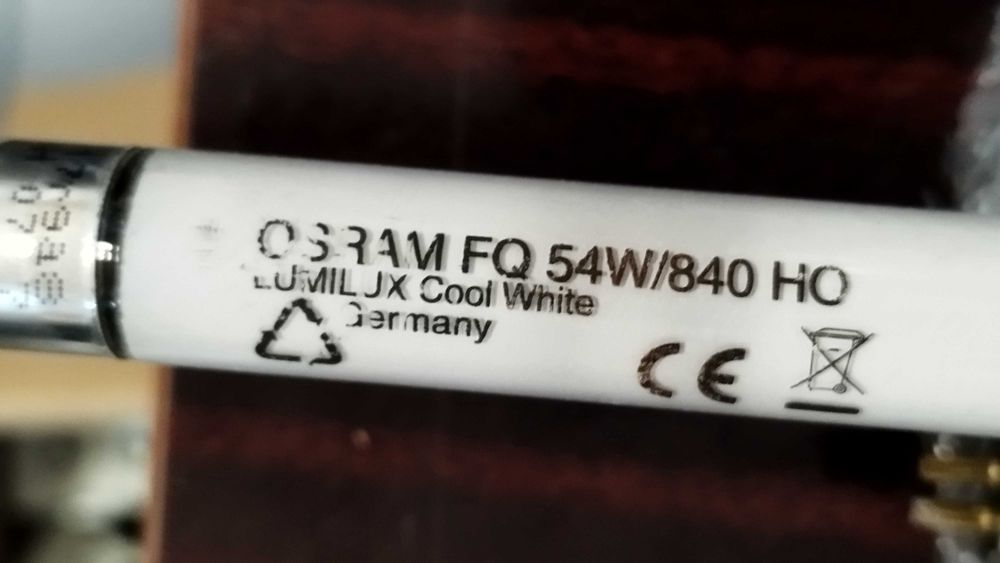 OSRAM FQ 54W/840 HO
LUMILUX Cool White
Germany
CE